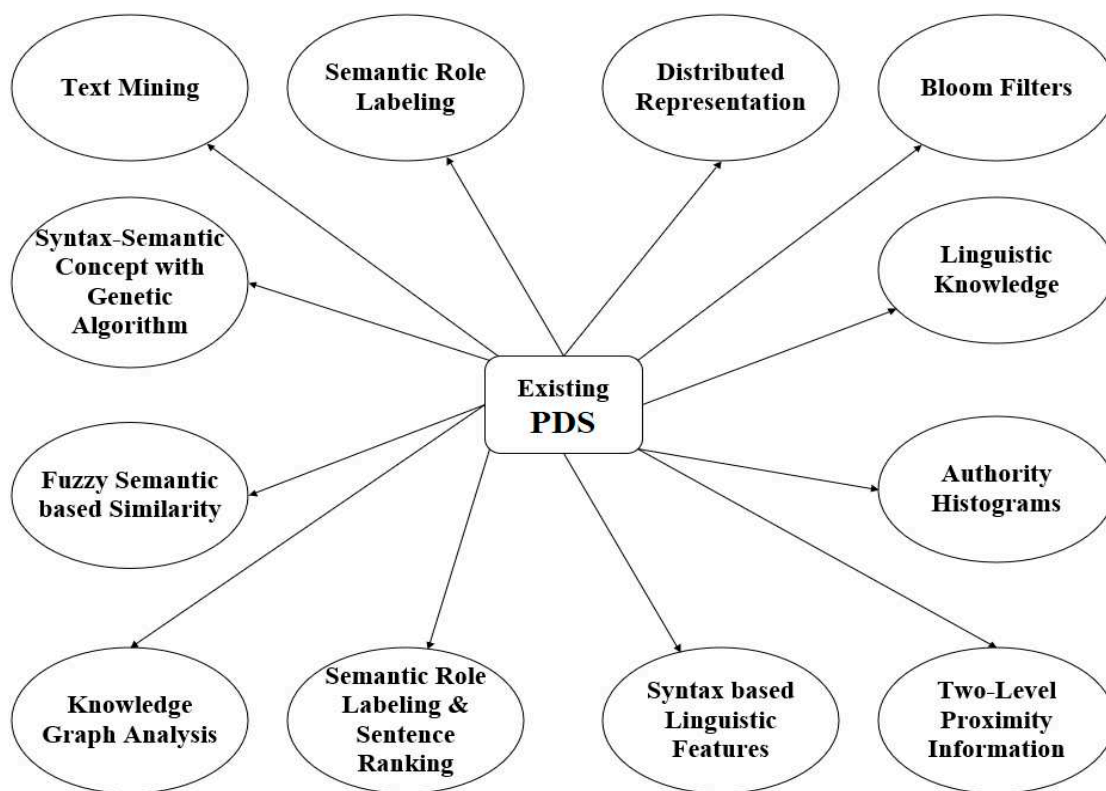 Text Mining
Semantic Role
Labeling
Distributed
Representation
Bloom Filters
Syntax-Semantic
Concept with
Genetic
Algorithm
Linguistic
Knowledge
Existing
PDS
Fuzzy Semantic
based Similarity
Authority
Histograms
Knowledge
Graph Analysis
Semantic Role
Labeling &
Sentence
Ranking
Syntax based
Linguistic
Features
Two-Level
Proximity
Information